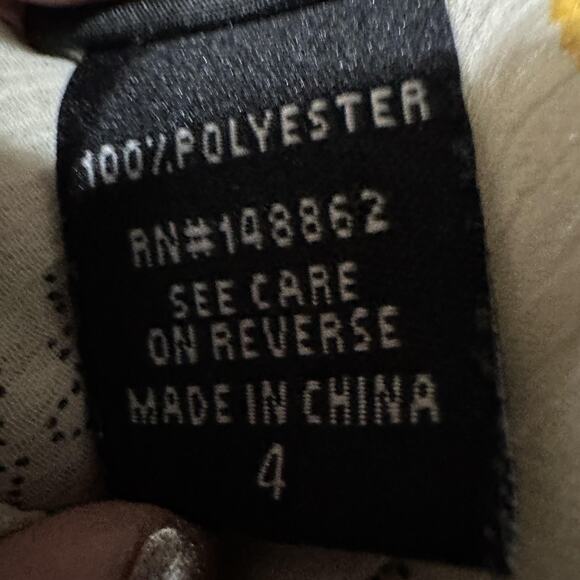 100% POLYESTER
RN#148862
SEE CARE
ON REVERSE
MADE IN CHINA
4